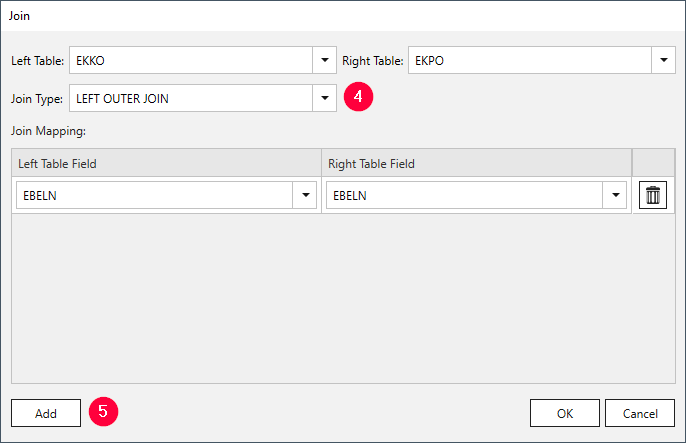 Join
Left Table: EKKO Right Table: EKPO
Join Type: LEFT OUTER JOIN 4
Join Mapping:
Left Table Field Right Table Field
EBELN EBELN
Add 5 OK Cancel